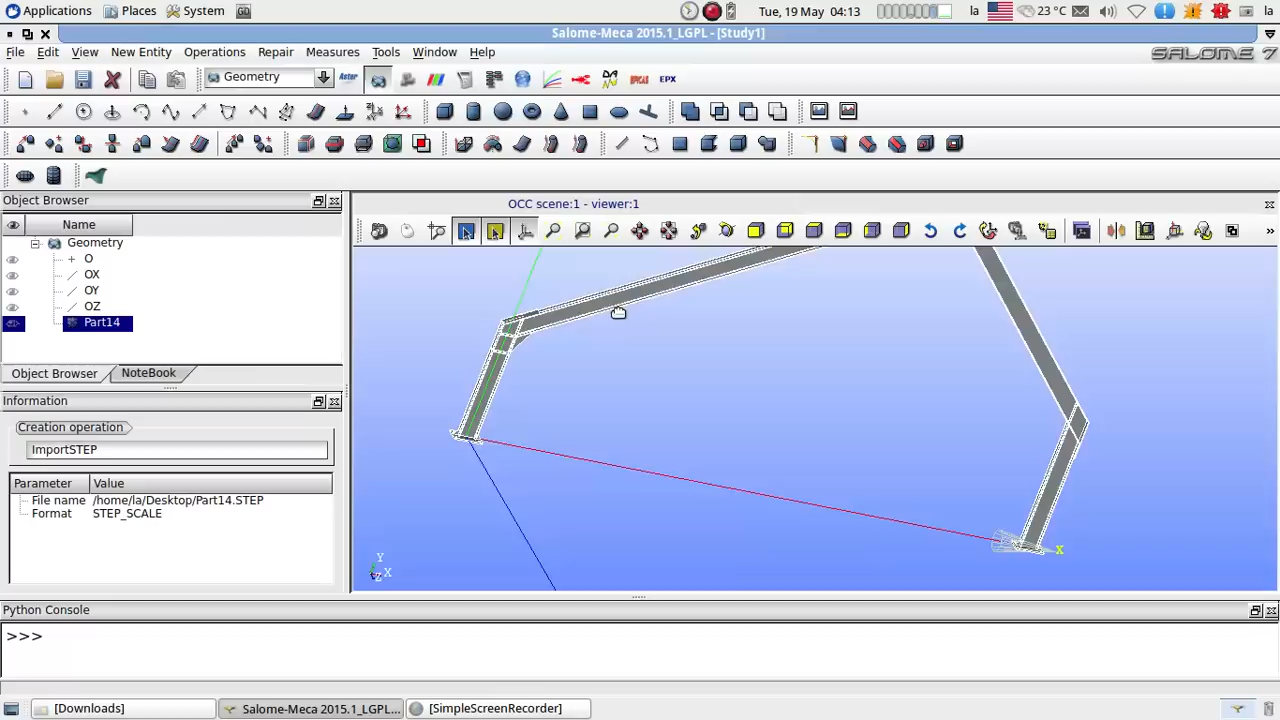 Applications Places System Tue, 19 May 04:13 la 23 °C la
Salome-Meca 2015.1_LGPL - [Study1]
File Edit View New Entity Operations Repair Measures Tools Window Help
SALOME 7
Geometry Aster EPX
Object Browser
OCC scene:1 - viewer:1
Name
Geometry
O
OX
OY
OZ
Part14
Object Browser NoteBook
Information
Creation operation
ImportSTEP
Parameter Value
File name /home/la/Desktop/Part14.STEP
Format STEP_SCALE
X
Y
Z X
Python Console
>>>
[Downloads] Salome-Meca 2015.1_LGPL... [SimpleScreenRecorder]